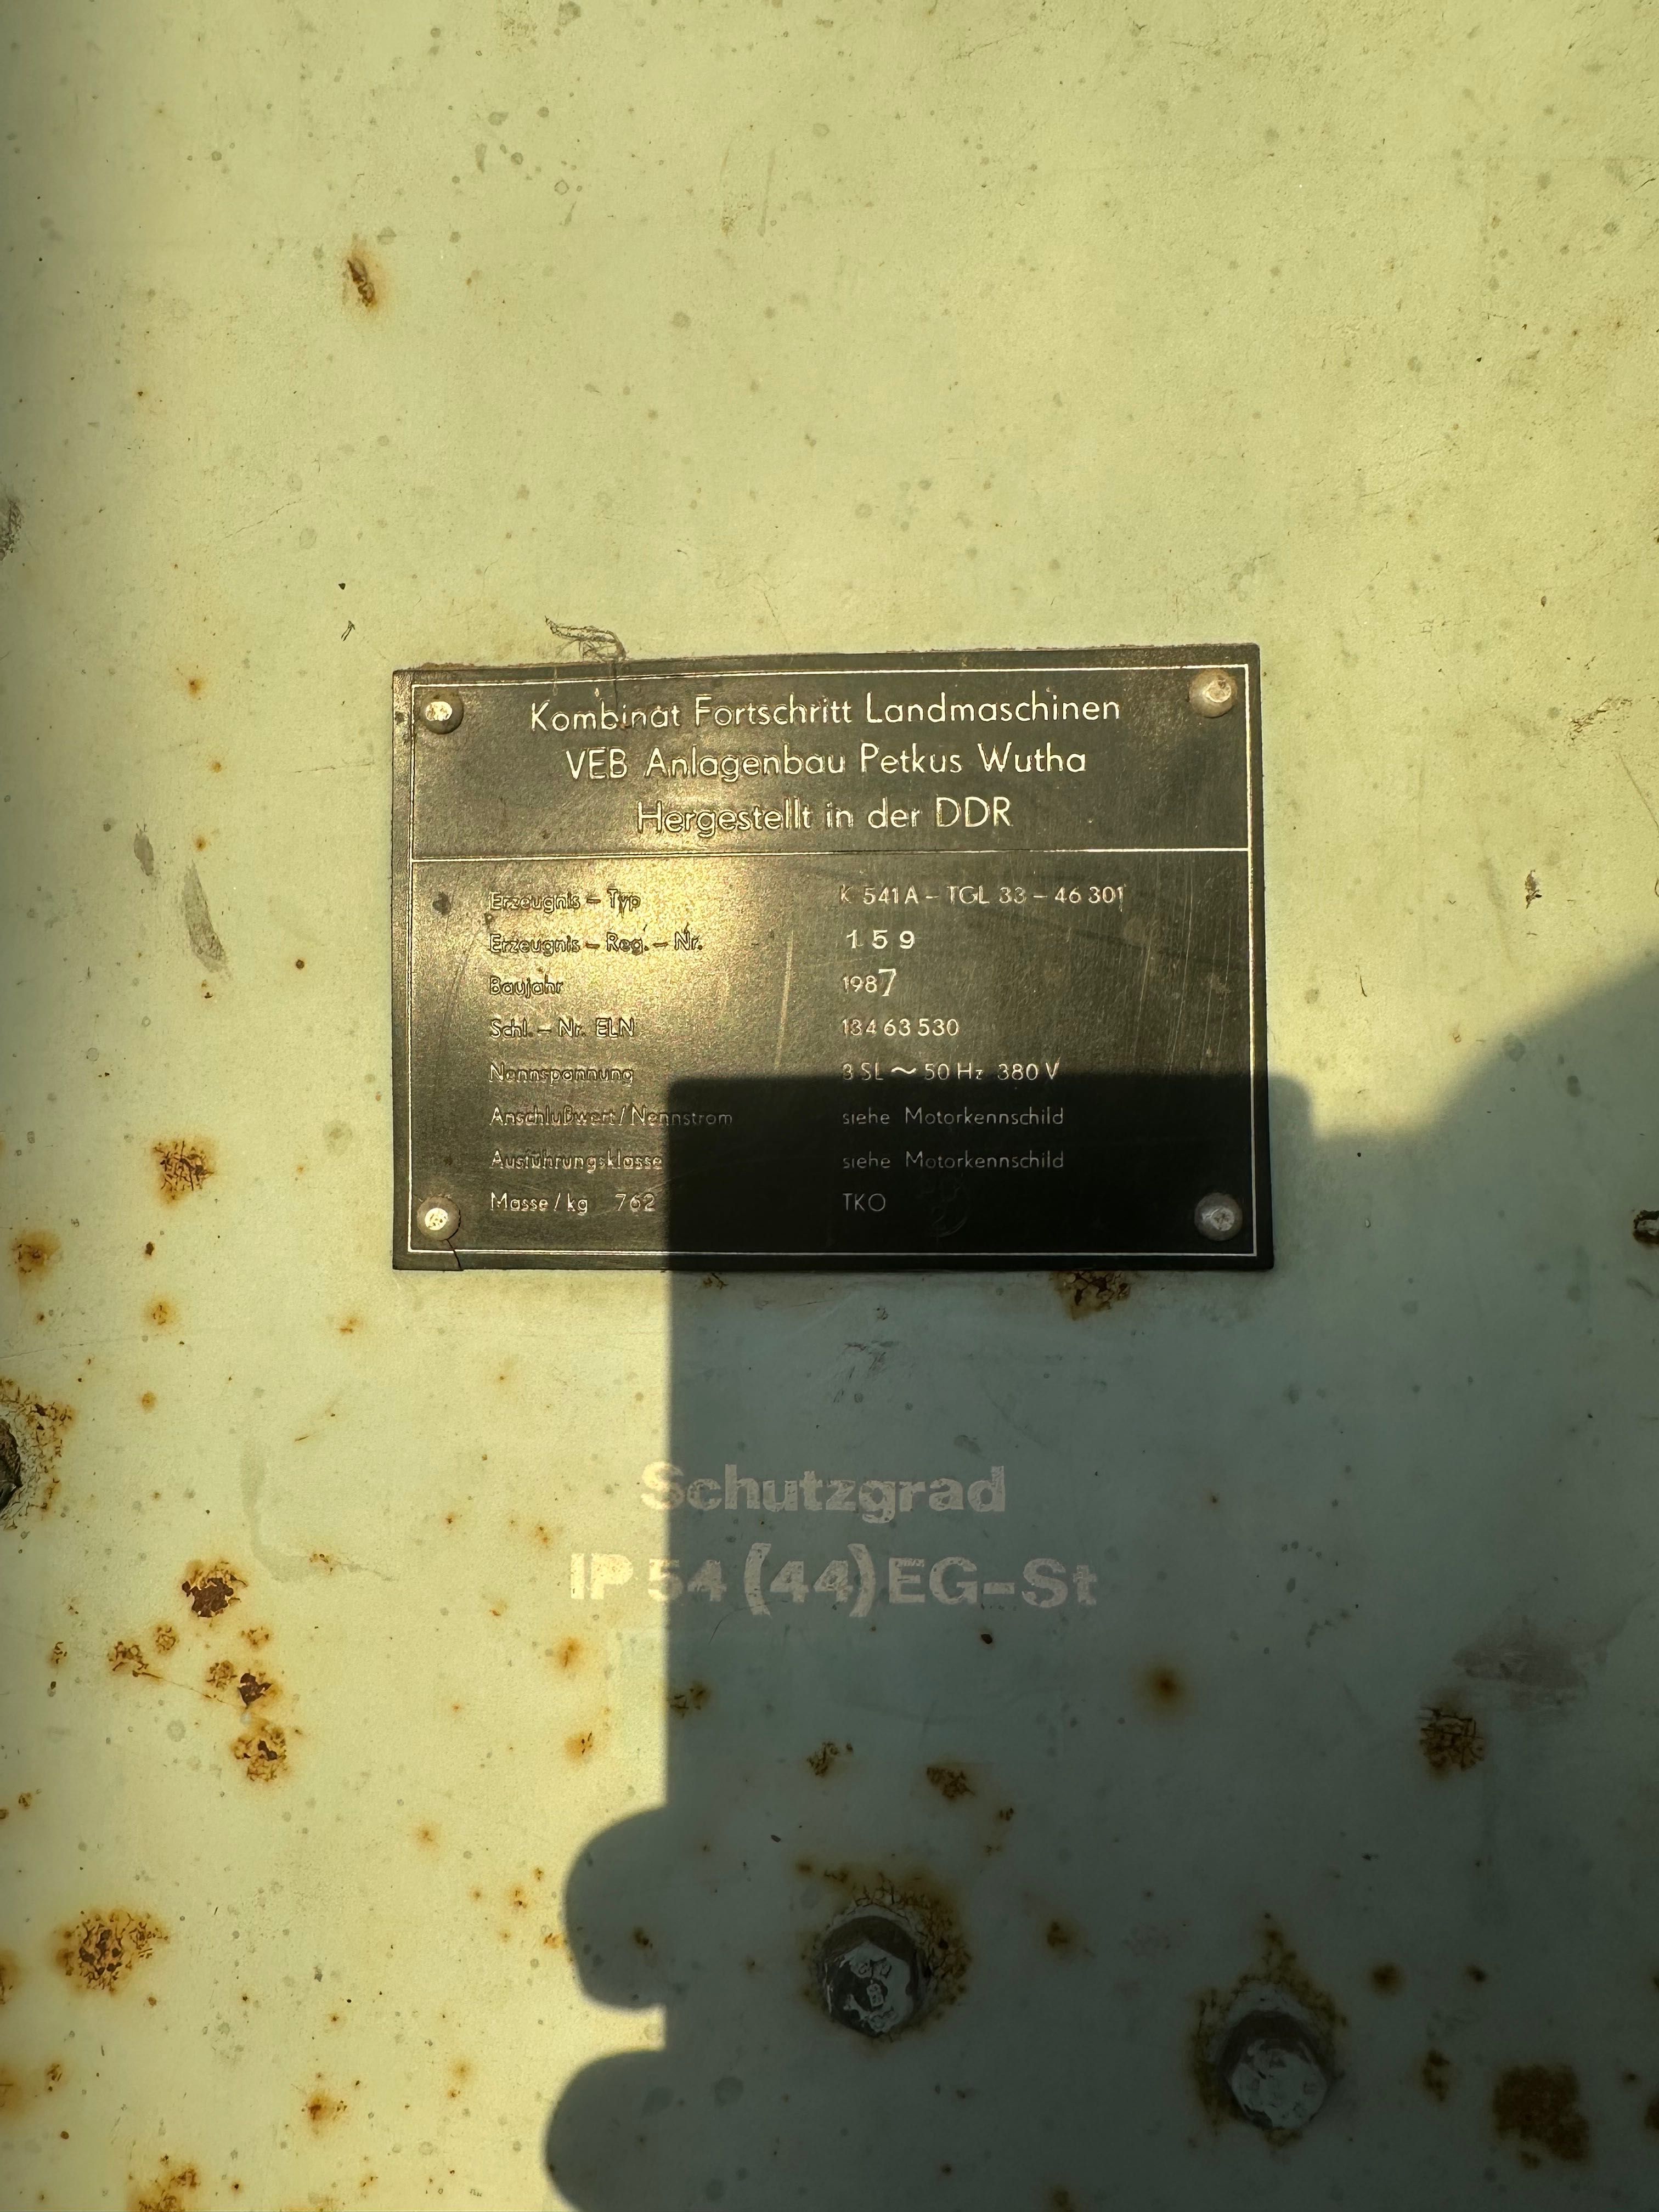 Kombinat Fortschritt Landmaschinen
VEB Anlagenbau Petkus Wutha
Hergestellt in der DDR
Erzeugnis – Typ K 541 A – TGL 33 – 46 301
Erzeugnis – Reg. – Nr. 159
Baujahr 1987
Schl. – Nr. ELN 184 63 530
Nennspannung 3 SL ~ 50 Hz 380 V
Anschlußwert / Nennstrom siehe Motorkennschild
Ausführungsklasse siehe Motorkennschild
Masse / kg 762 TKO
Schutzgrad
IP 54 (44) EG–St